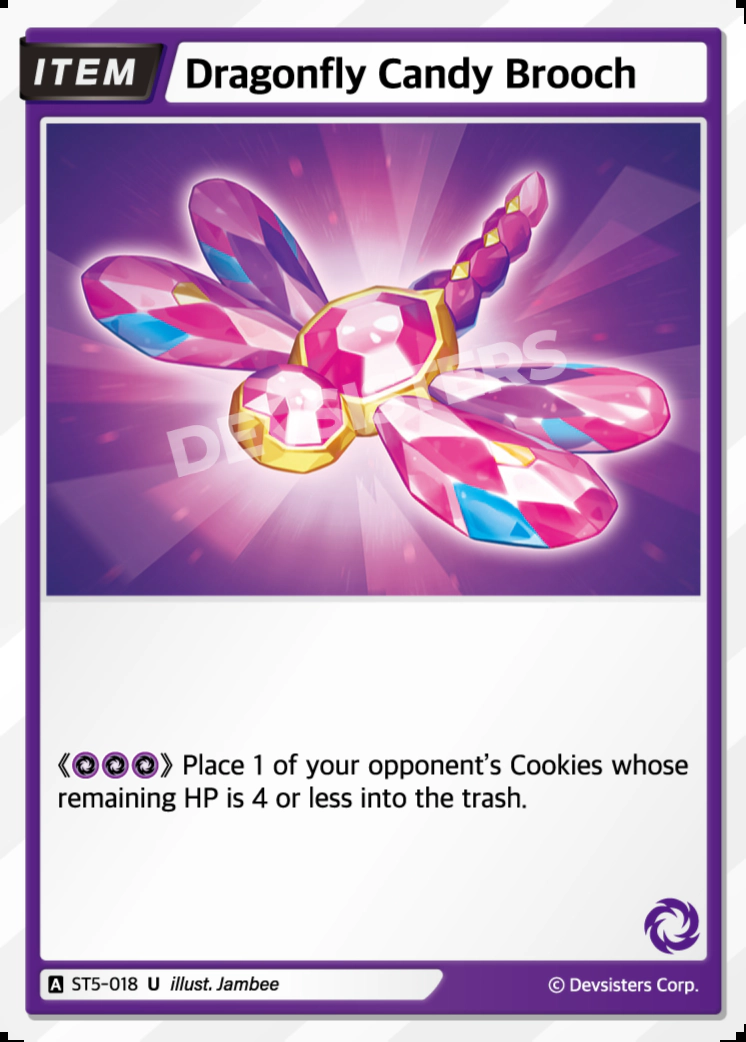 ITEM
Dragonfly Candy Brooch
DEVSISTERS
《》 Place 1 of your opponent's Cookies whose
remaining HP is 4 or less into the trash.
A ST5-018 U illust. Jambee
© Devsisters Corp.